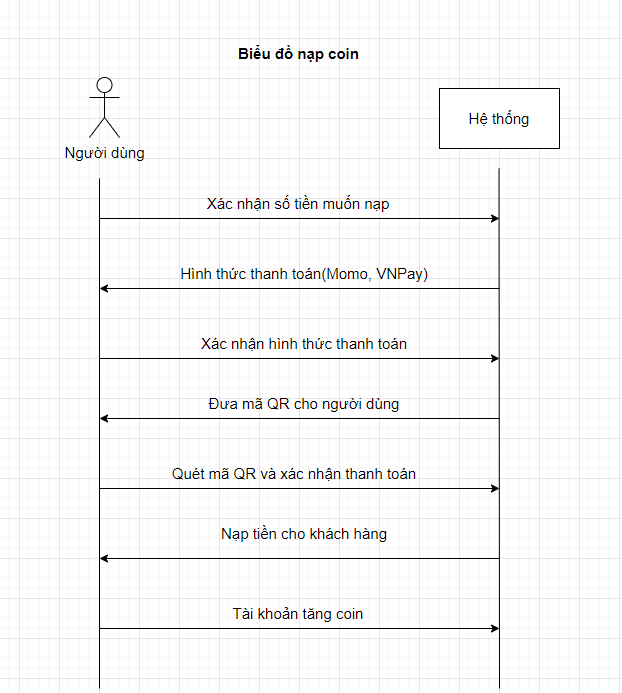 Biểu đồ nạp coin
Người dùng
Hệ thống
Xác nhận số tiền muốn nạp
Hình thức thanh toán(Momo, VNPay)
Xác nhận hình thức thanh toán
Đưa mã QR cho người dùng
Quét mã QR và xác nhận thanh toán
Nạp tiền cho khách hàng
Tài khoản tăng coin